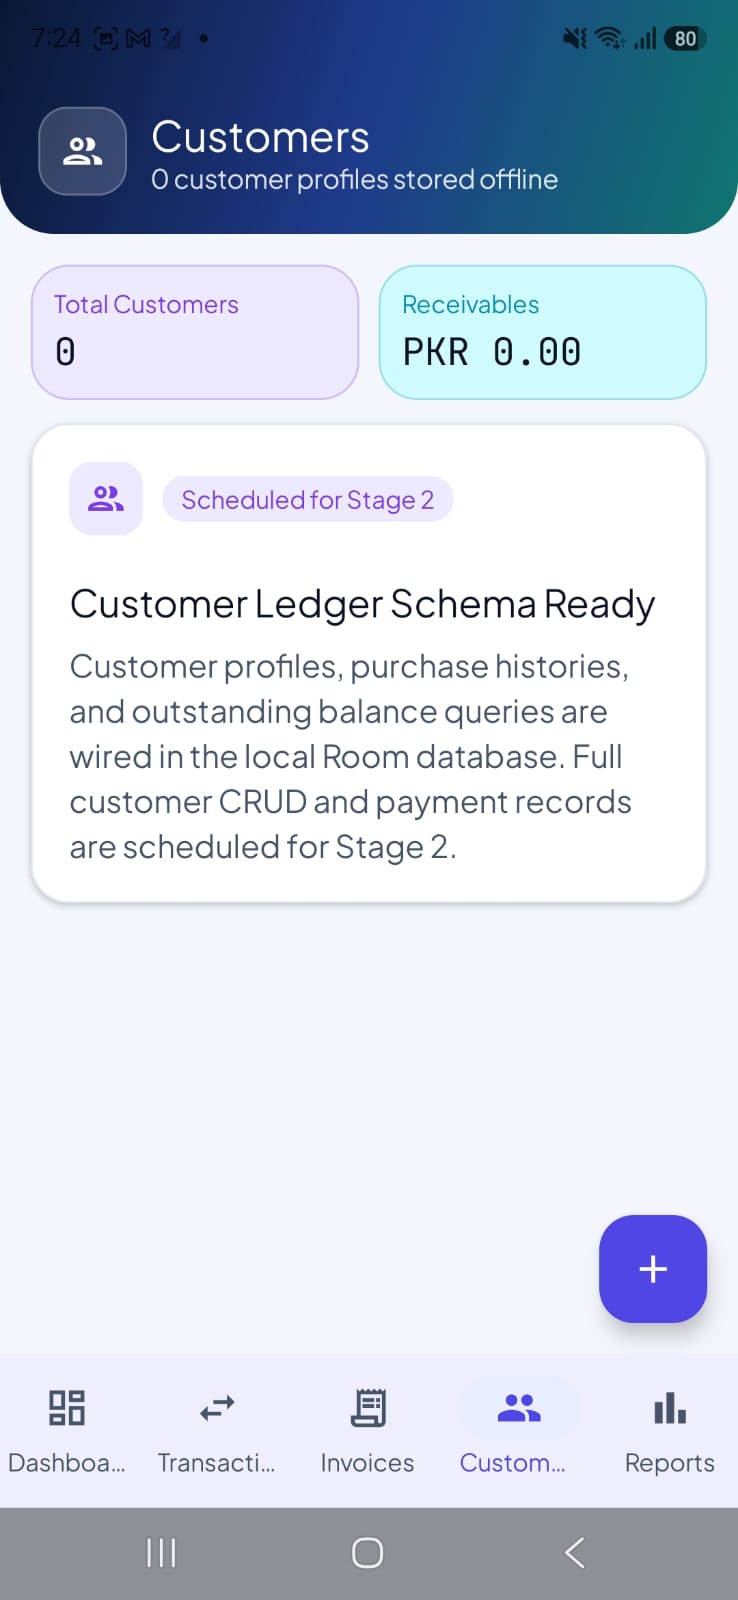 7:24
80
Customers
0 customer profiles stored offline
Total Customers
0
Receivables
PKR 0.00
Scheduled for Stage 2
Customer Ledger Schema Ready
Customer profiles, purchase histories,
and outstanding balance queries are
wired in the local Room database. Full
customer CRUD and payment records
are scheduled for Stage 2.
Dashboa...
Transacti...
Invoices
Custom...
Reports